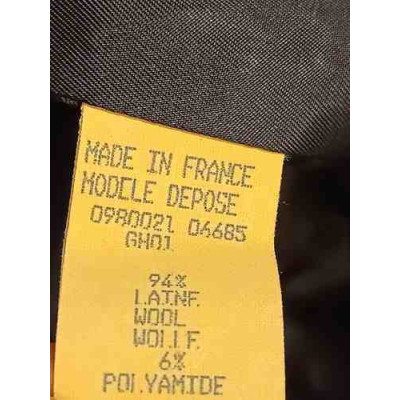 MADE IN FRANCE
MODELE DEPOSE
0980021 06685
GH01
94%
LAINE
WOOL
WOLLE
6%
POLYAMIDE